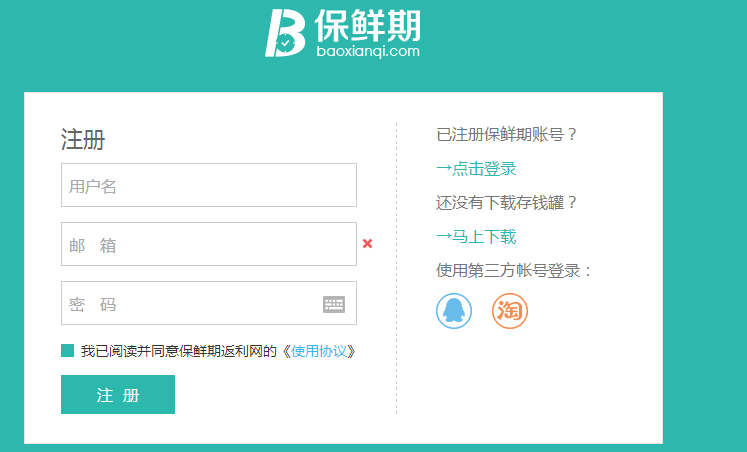 保鲜期
baoxianqi.com
注册
用户名
邮 箱
密 码
我已阅读并同意保鲜期返利网的《使用协议》
注 册
已注册保鲜期账号？
→点击登录
还没有下载存钱罐？
→马上下载
使用第三方帐号登录：
淘